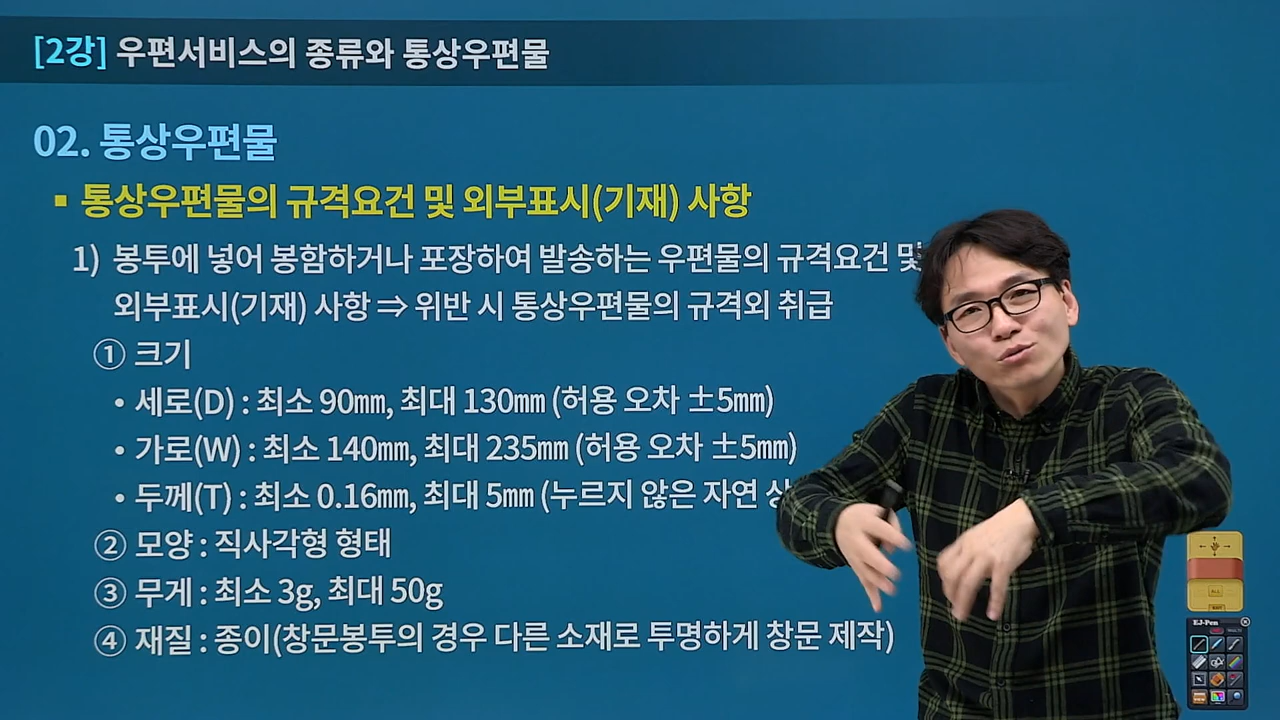 [2강] 우편서비스의 종류와 통상우편물
02. 통상우편물
▪ 통상우편물의 규격요건 및 외부표시(기재) 사항
1) 봉투에 넣어 봉함하거나 포장하여 발송하는 우편물의 규격요건 및
외부표시(기재) 사항 ⇒ 위반 시 통상우편물의 규격외 취급
① 크기
• 세로(D) : 최소 90㎜, 최대 130㎜ (허용 오차 ±5㎜)
• 가로(W) : 최소 140㎜, 최대 235㎜ (허용 오차 ±5㎜)
• 두께(T) : 최소 0.16㎜, 최대 5㎜ (누르지 않은 자연
② 모양 : 직사각형 형태
③ 무게 : 최소 3g, 최대 50g
④ 재질 : 종이(창문봉투의 경우 다른 소재로 투명하게 창문 제작)
ALL
EXIT
EJ-Pen